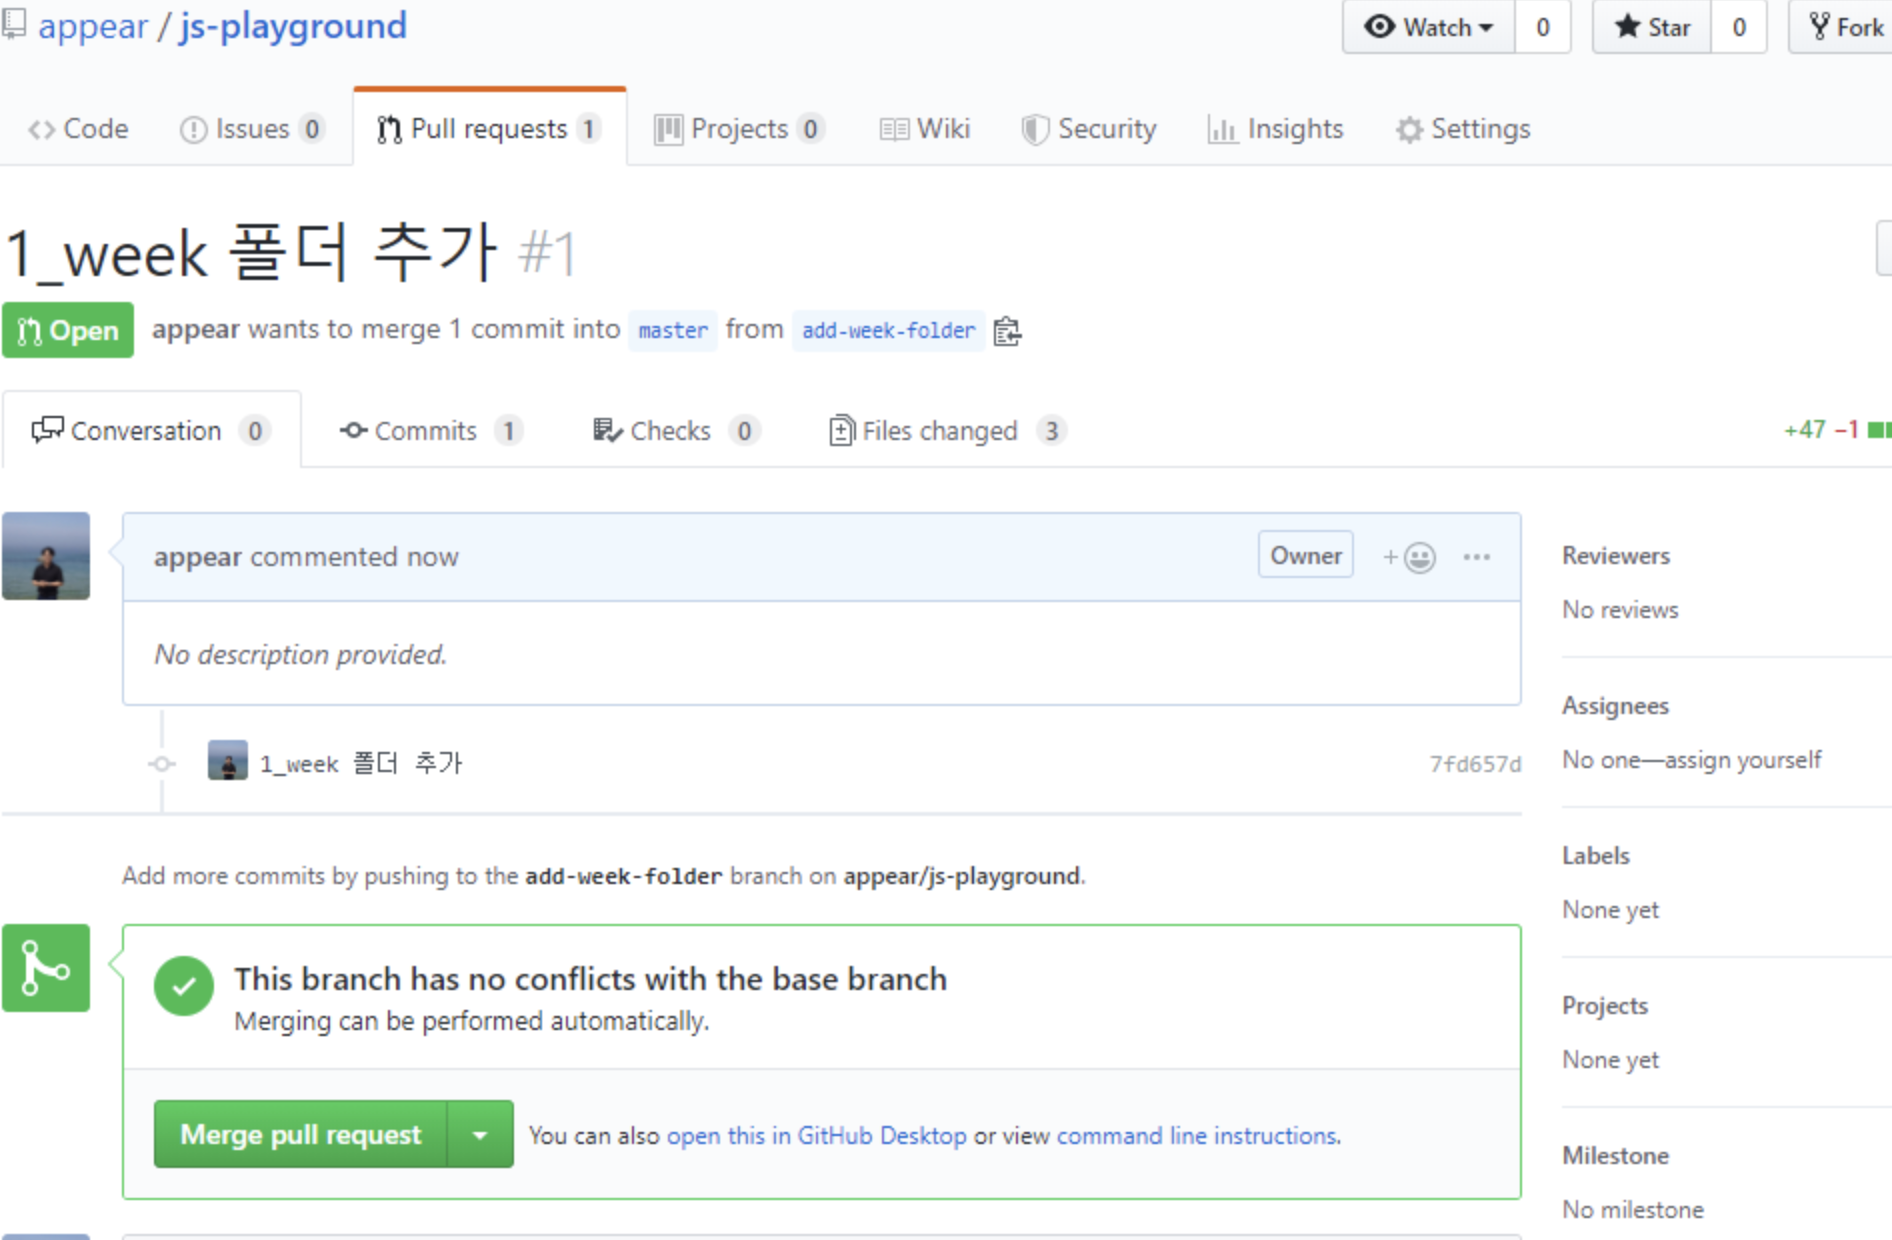 appear / js-playground
Watch 0 Star 0 Fork
Code Issues 0 Pull requests 1 Projects 0 Wiki Security Insights Settings
1_week 폴더 추가 #1
Open appear wants to merge 1 commit into master from add-week-folder
Conversation 0 Commits 1 Checks 0 Files changed 3 +47 −1
appear commented now Owner
No description provided.
1_week 폴더 추가 7fd657d
Add more commits by pushing to the add-week-folder branch on appear/js-playground.
This branch has no conflicts with the base branch
Merging can be performed automatically.
Merge pull request You can also open this in GitHub Desktop or view command line instructions.
Reviewers
No reviews
Assignees
No one—assign yourself
Labels
None yet
Projects
None yet
Milestone
No milestone